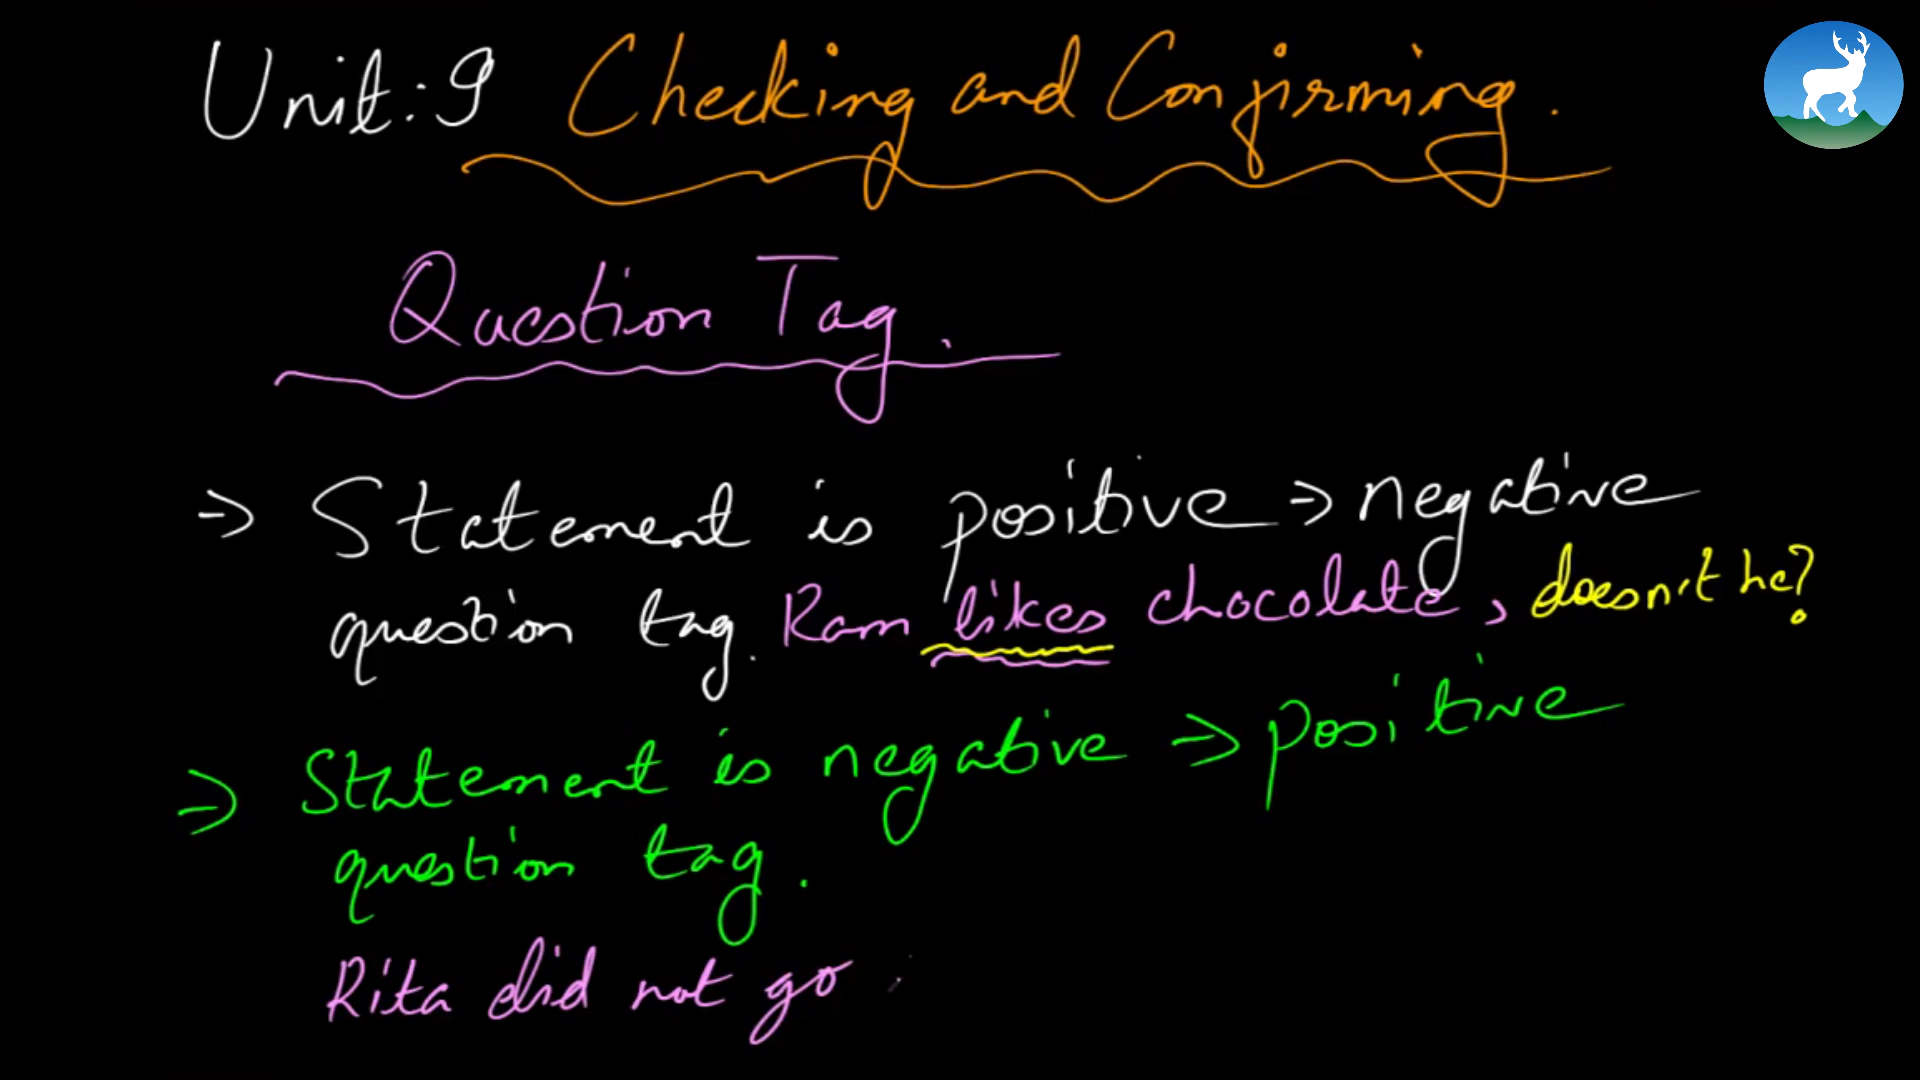 Unit:9 Checking and Confirming.
Question Tag.
⇒ Statement is positive ⇒ negative
question tag. Ram likes chocolate, doesn't he?
⇒ Statement is negative ⇒ positive
question tag.
Rita did not go